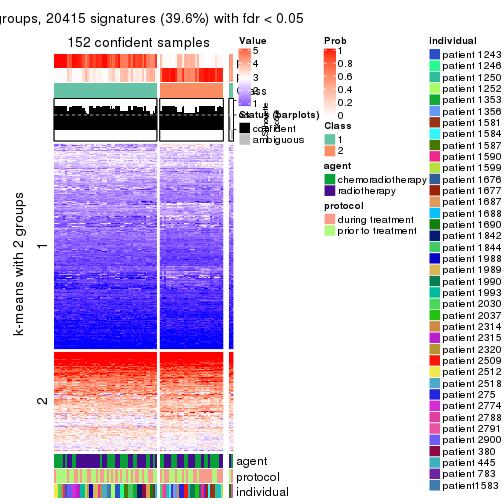 groups, 20415 signatures (39.6%) with fdr < 0.05
152 confident samples
k-means with 2 groups
1
2
agent
protocol
individual
Value
5
4
3
2
1
Status (barplots)
confident
ambiguous
Prob
1
0.8
0.6
0.4
0.2
0
Class
1
2
agent
chemoradiotherapy
radiotherapy
protocol
during treatment
prior to treatment
individual
patient 1243
patient 1246
patient 1250
patient 1252
patient 1353
patient 1356
patient 1581
patient 1584
patient 1587
patient 1590
patient 1599
patient 1676
patient 1677
patient 1687
patient 1688
patient 1690
patient 1842
patient 1844
patient 1988
patient 1989
patient 1990
patient 1993
patient 2030
patient 2037
patient 2314
patient 2315
patient 2320
patient 2509
patient 2512
patient 2518
patient 275
patient 2774
patient 2788
patient 2791
patient 2900
patient 380
patient 445
patient 783
patient1583